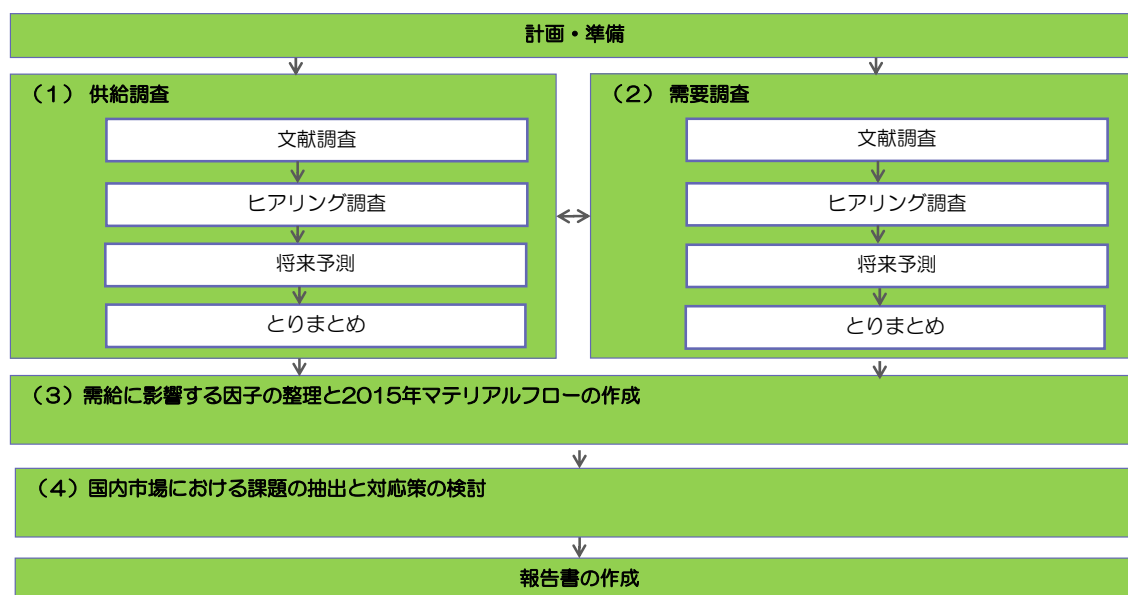 計画・準備
（１） 供給調査
文献調査
ヒアリング調査
将来予測
とりまとめ
（２） 需要調査
文献調査
ヒアリング調査
将来予測
とりまとめ
（３）需給に影響する因子の整理と2015年マテリアルフローの作成
（４）国内市場における課題の抽出と対応策の検討
報告書の作成